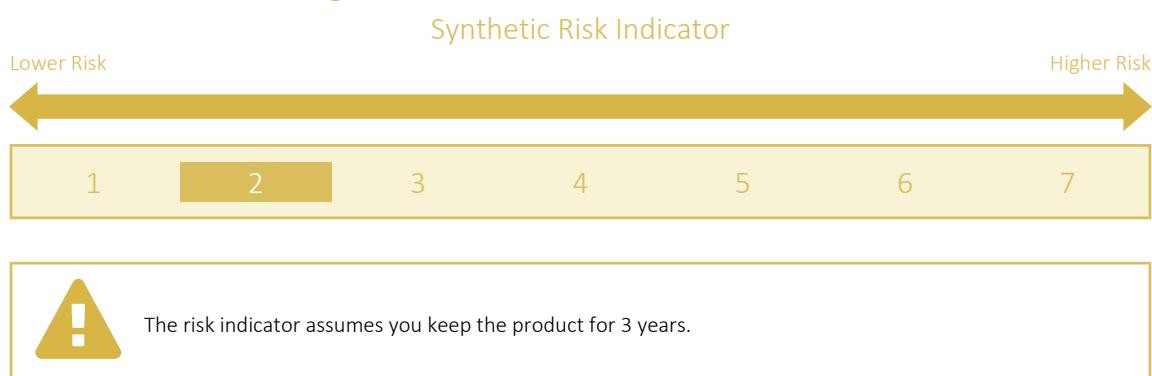 Synthetic Risk Indicator
Lower Risk Higher Risk
1 2 3 4 5 6 7
The risk indicator assumes you keep the product for 3 years.